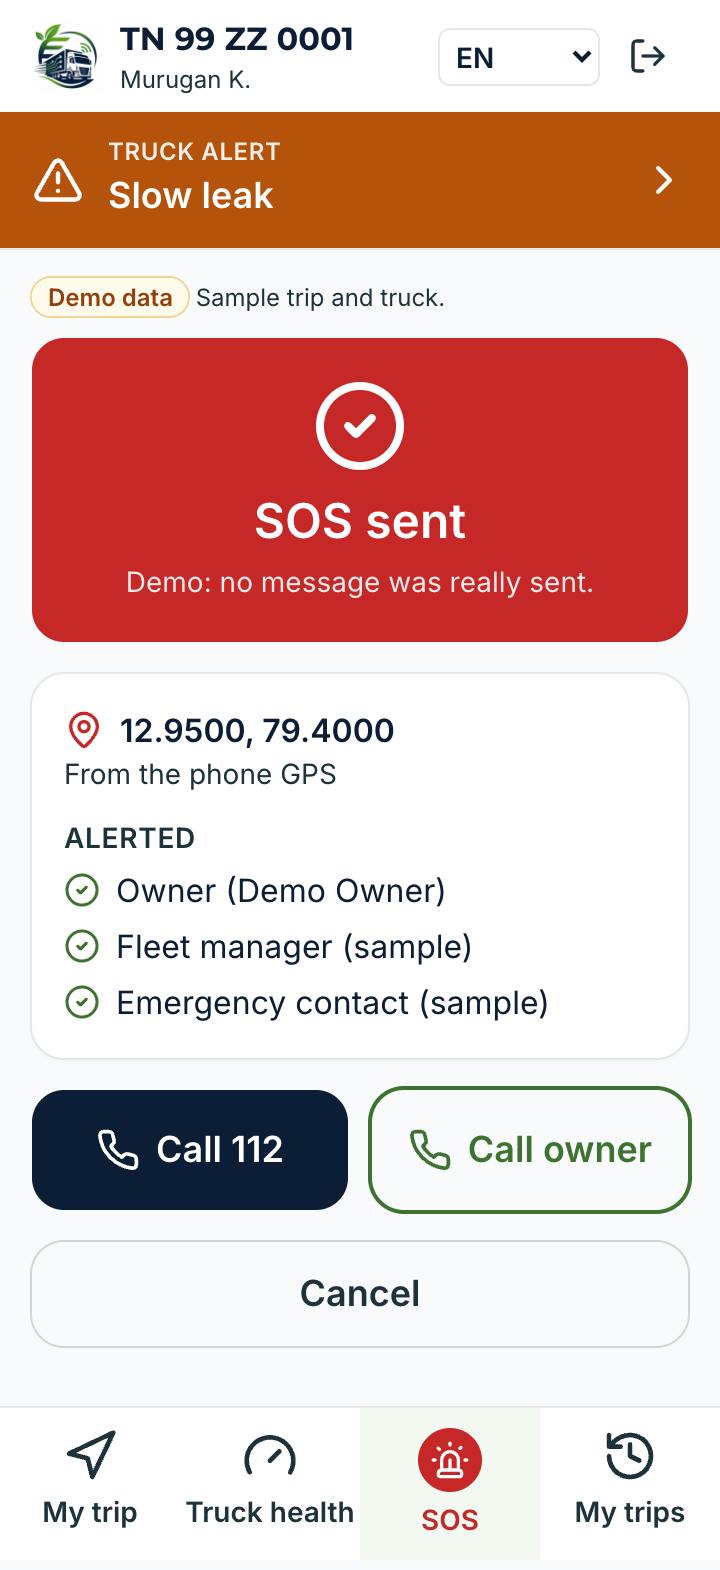 TN 99 ZZ 0001
Murugan K.
EN
TRUCK ALERT
Slow leak
Demo data Sample trip and truck.
SOS sent
Demo: no message was really sent.
12.9500, 79.4000
From the phone GPS
ALERTED
Owner (Demo Owner)
Fleet manager (sample)
Emergency contact (sample)
Call 112
Call owner
Cancel
My trip
Truck health
SOS
My trips